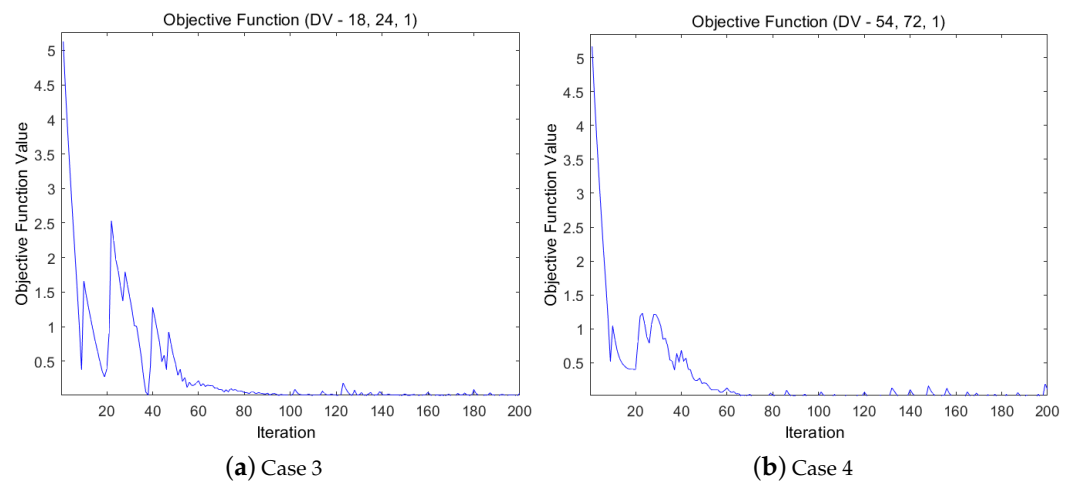 Objective Function (DV - 18, 24, 1)
5
4.5
4
3.5
3
2.5
2
1.5
1
0.5
Objective Function Value
20 40 60 80 100 120 140 160 180 200
Iteration
(a) Case 3
Objective Function (DV - 54, 72, 1)
5
4.5
4
3.5
3
2.5
2
1.5
1
0.5
Objective Function Value
20 40 60 80 100 120 140 160 180 200
Iteration
(b) Case 4